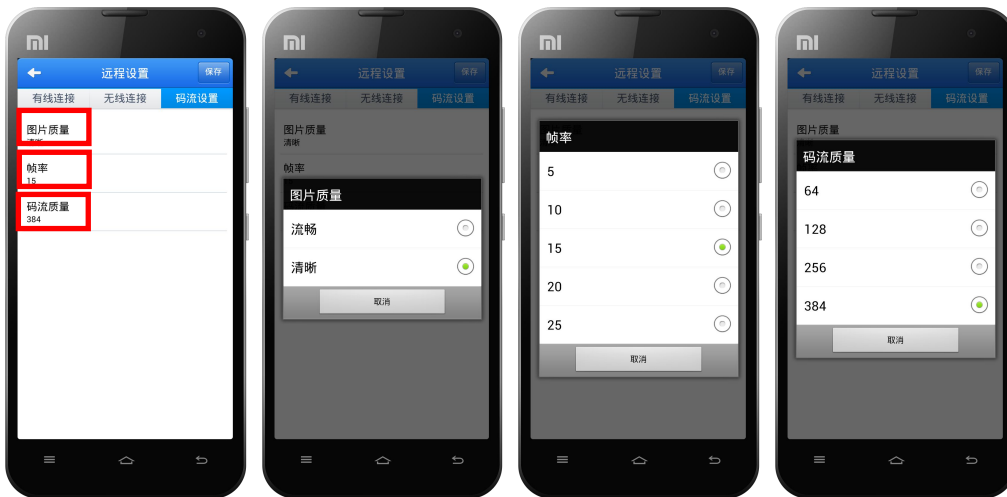 远程设置
保存
有线连接 无线连接 码流设置
图片质量
清晰
帧率
15
码流质量
384
远程设置
保存
有线连接 无线连接 码流设置
图片质量
清晰
帧率
图片质量
流畅
清晰
取消
远程设置
保存
有线连接 无线连接 码流设置
帧率
5
10
15
20
25
取消
远程设置
保存
有线连接 无线连接 码流设置
图片质量
码流质量
64
128
256
384
取消